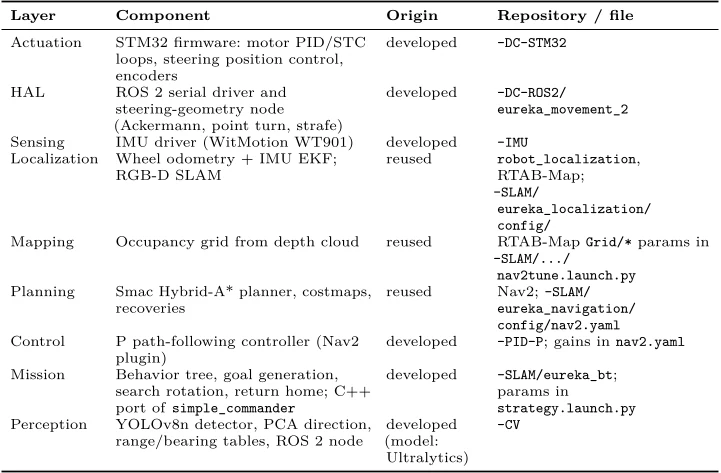 Layer Component Origin Repository / file
Actuation STM32 firmware: motor PID/STC developed -DC-STM32
loops, steering position control,
encoders
HAL ROS 2 serial driver and developed -DC-ROS2/
steering-geometry node eureka_movement_2
(Ackermann, point turn, strafe)
Sensing IMU driver (WitMotion WT901) developed -IMU
Localization Wheel odometry + IMU EKF; reused robot_localization,
RGB-D SLAM RTAB-Map;
-SLAM/
eureka_localization/
config/
Mapping Occupancy grid from depth cloud reused RTAB-Map Grid/* params in
-SLAM/.../
nav2tune.launch.py
Planning Smac Hybrid-A* planner, costmaps, reused Nav2; -SLAM/
recoveries eureka_navigation/
config/nav2.yaml
Control P path-following controller (Nav2 developed -PID-P; gains in nav2.yaml
plugin)
Mission Behavior tree, goal generation, developed -SLAM/eureka_bt;
search rotation, return home; C++ params in
port of simple_commander strategy.launch.py
Perception YOLOv8n detector, PCA direction, developed -CV
range/bearing tables, ROS 2 node (model:
Ultralytics)